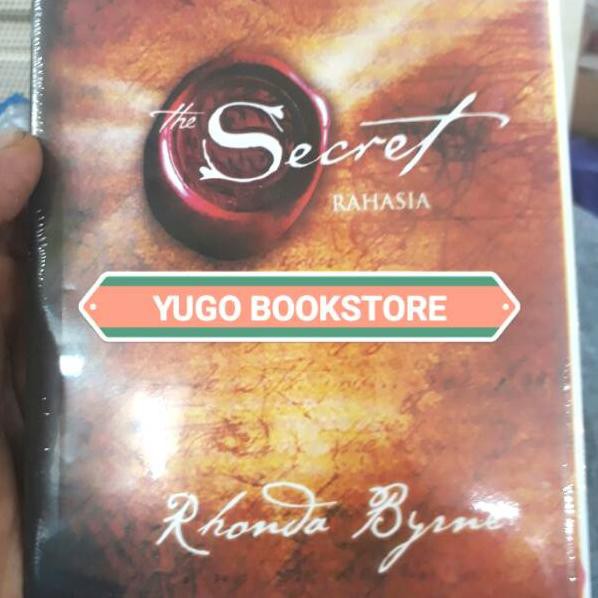 the Secret
RAHASIA
YUGO BOOKSTORE
Rhonda Byrne